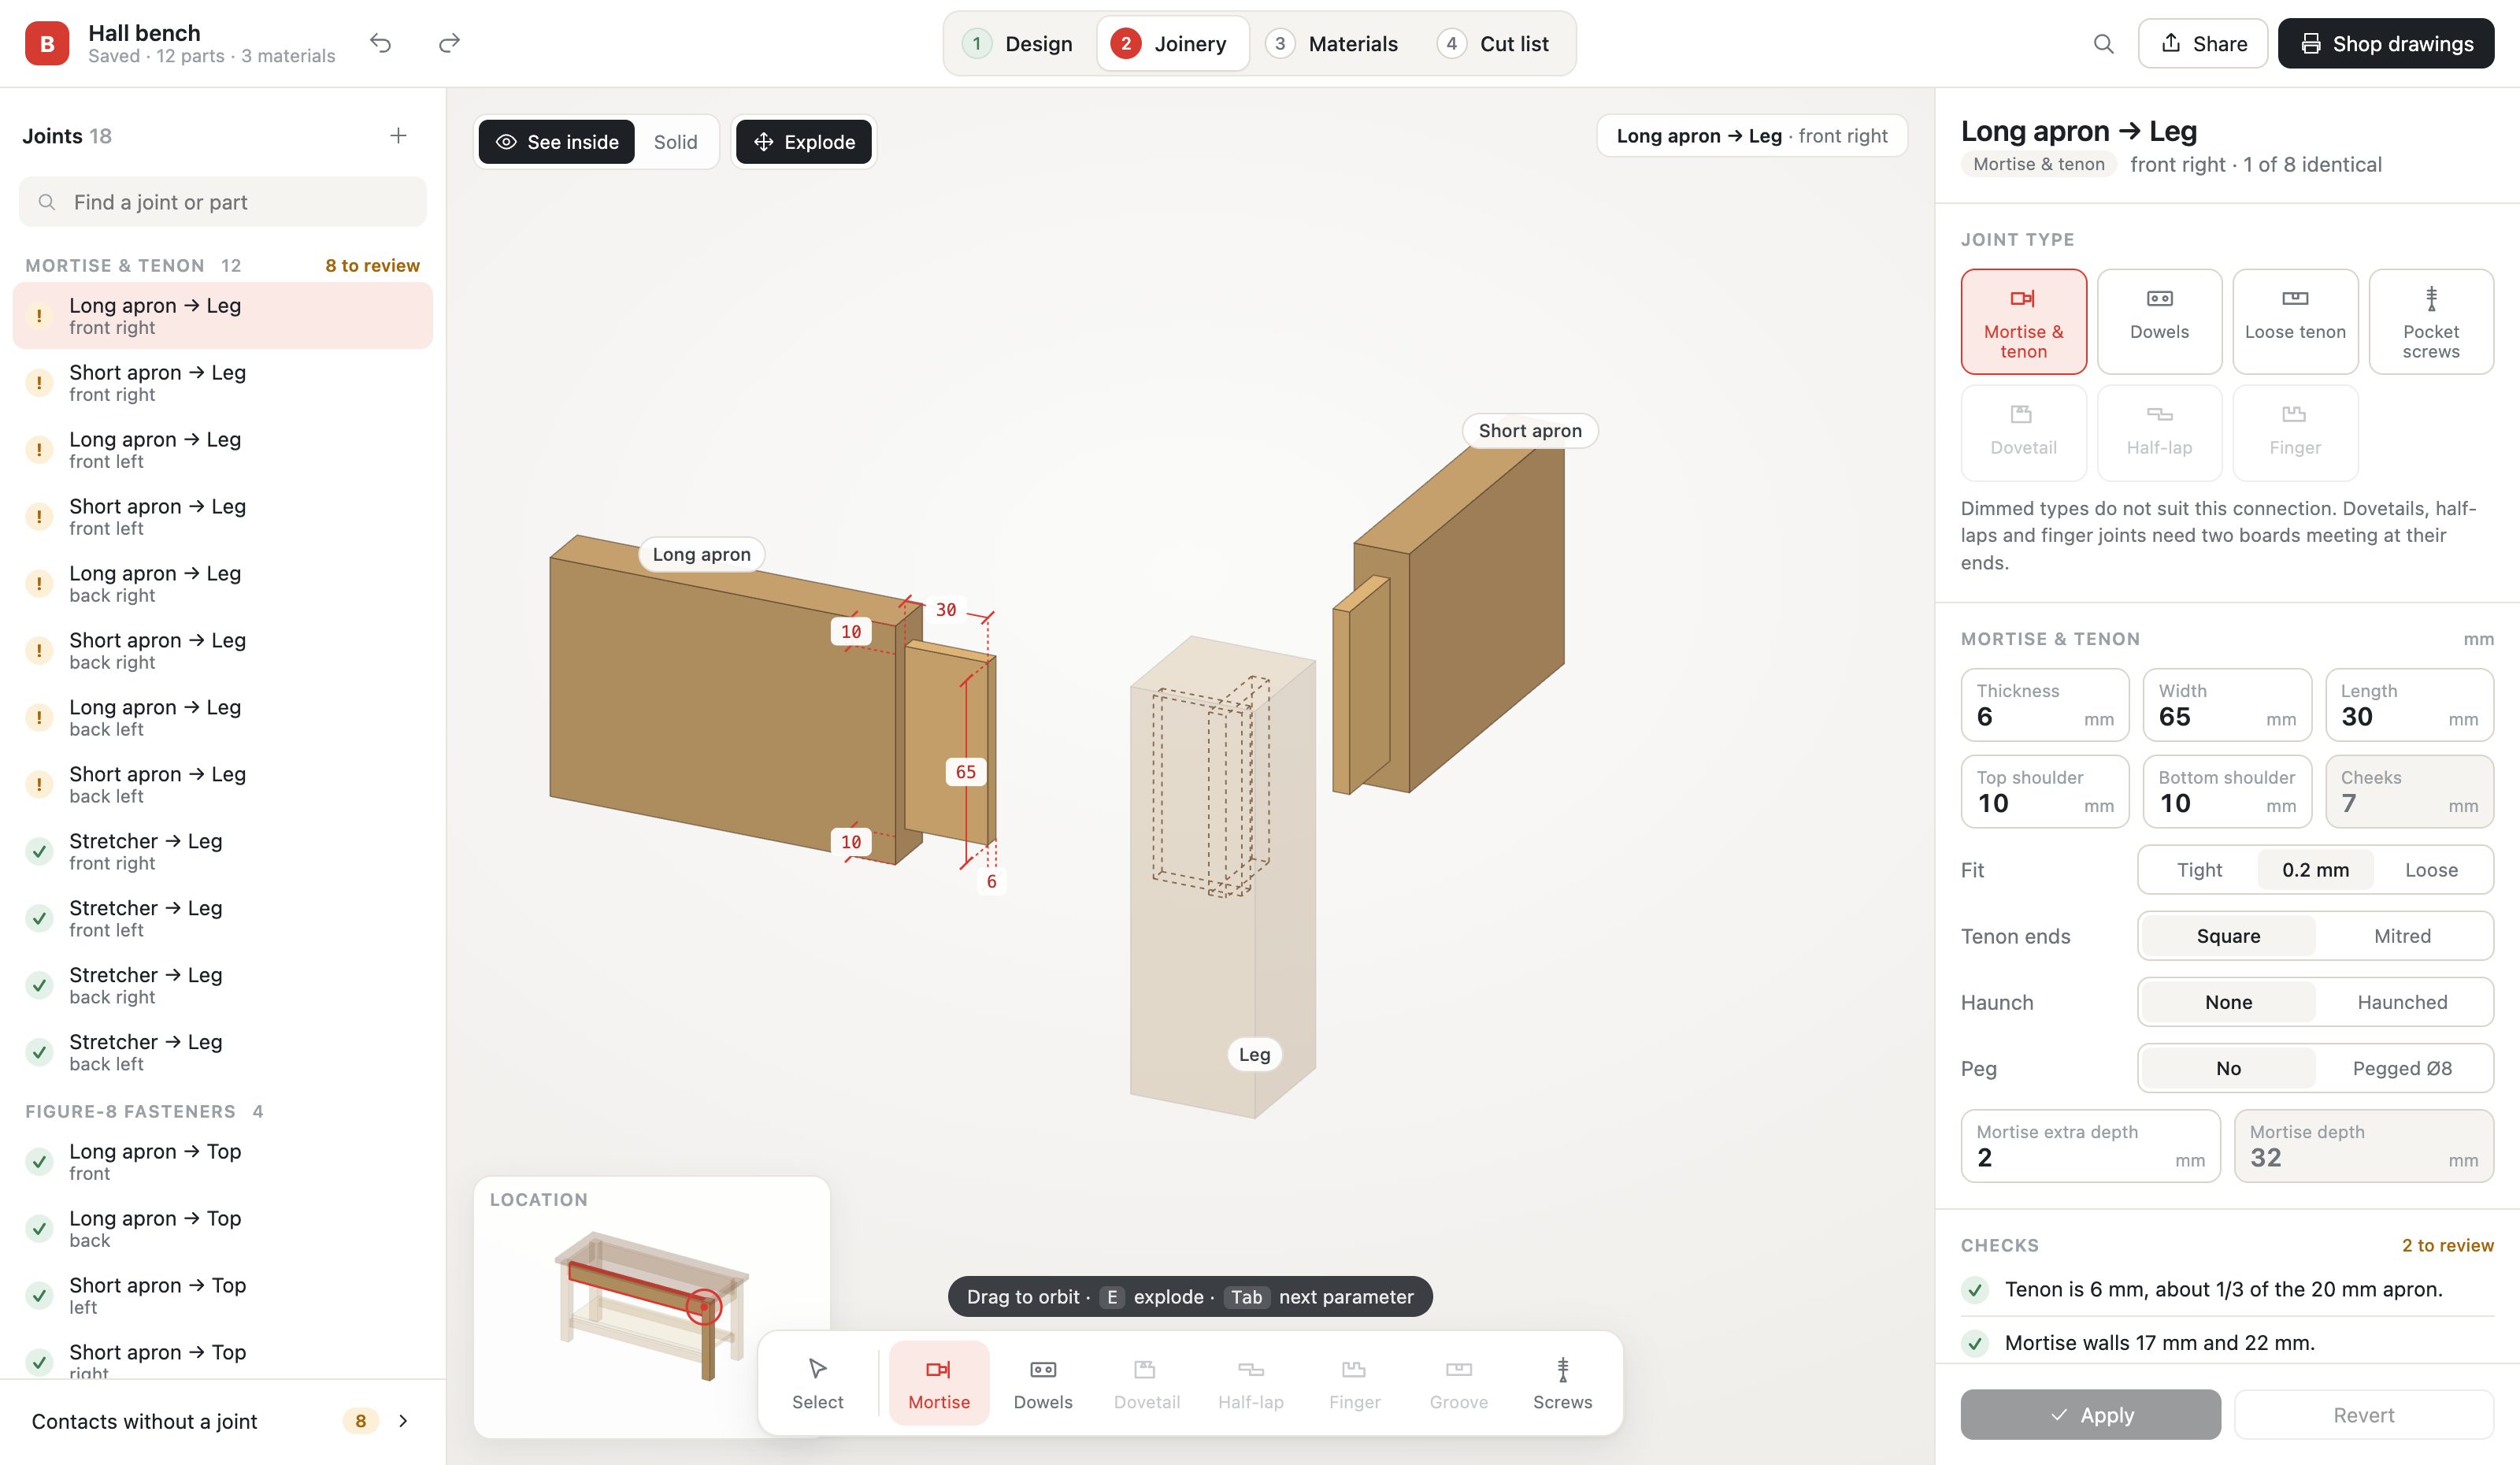 B
Hall bench
Saved · 12 parts · 3 materials
1 Design
2 Joinery
3 Materials
4 Cut list
Share
Shop drawings
Joints 18
Find a joint or part
MORTISE & TENON 12
8 to review
! Long apron → Leg
front right
! Short apron → Leg
front right
! Long apron → Leg
front left
! Short apron → Leg
front left
! Long apron → Leg
back right
! Short apron → Leg
back right
! Long apron → Leg
back left
! Short apron → Leg
back left
Stretcher → Leg
front right
Stretcher → Leg
front left
Stretcher → Leg
back right
Stretcher → Leg
back left
FIGURE-8 FASTENERS 4
Long apron → Top
front
Long apron → Top
back
Short apron → Top
left
Short apron → Top
right
Contacts without a joint
8
See inside
Solid
Explode
Long apron → Leg · front right
Short apron
Long apron
30
10
65
10
6
Leg
LOCATION
Drag to orbit · E explode · Tab next parameter
Select
Mortise
Dowels
Dovetail
Half-lap
Finger
Groove
Screws
Long apron → Leg
Mortise & tenon
front right · 1 of 8 identical
JOINT TYPE
Mortise &
tenon
Dowels
Loose tenon
Pocket
screws
Dovetail
Half-lap
Finger
Dimmed types do not suit this connection. Dovetails, half-
laps and finger joints need two boards meeting at their
ends.
MORTISE & TENON
mm
Thickness
6 mm
Width
65 mm
Length
30 mm
Top shoulder
10 mm
Bottom shoulder
10 mm
Cheeks
7 mm
Fit
Tight
0.2 mm
Loose
Tenon ends
Square
Mitred
Haunch
None
Haunched
Peg
No
Pegged Ø8
Mortise extra depth
2 mm
Mortise depth
32 mm
CHECKS
2 to review
Tenon is 6 mm, about 1/3 of the 20 mm apron.
Mortise walls 17 mm and 22 mm.
Apply
Revert